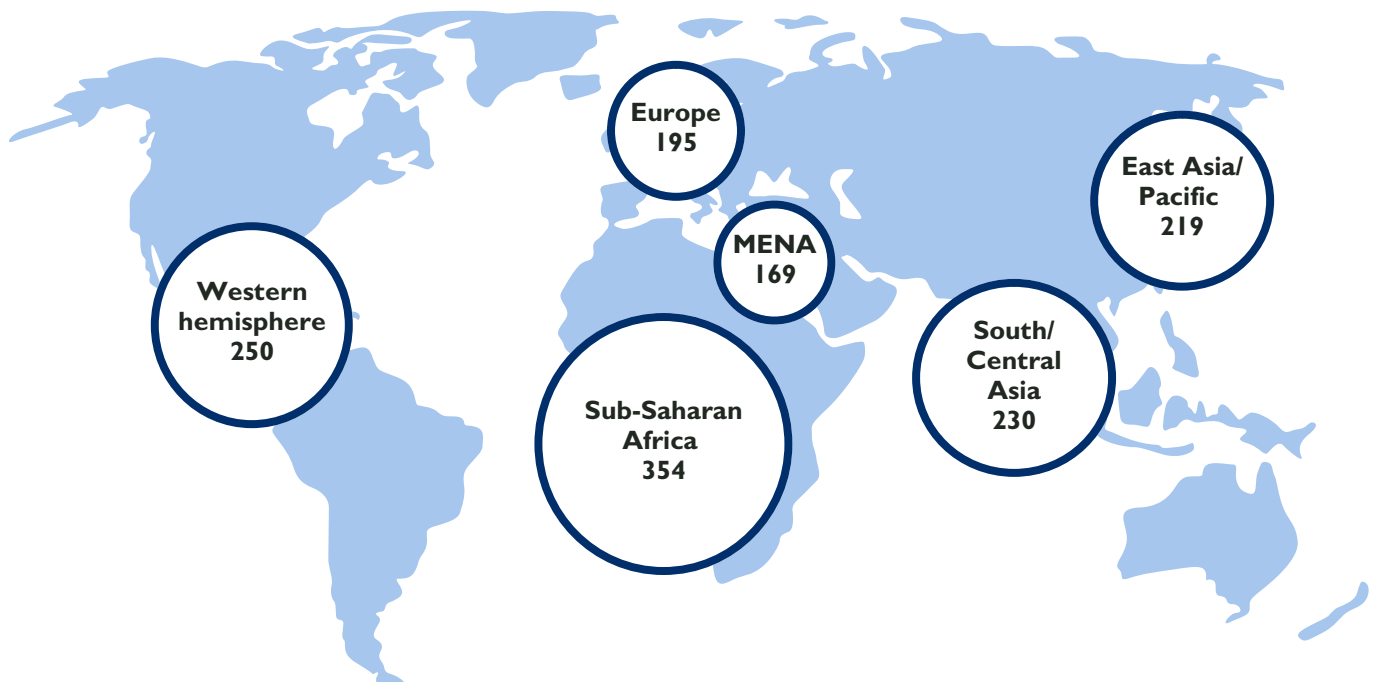 Europe
195
East Asia/
Pacific
219
MENA
169
Western
hemisphere
250
South/
Central
Asia
230
Sub-Saharan
Africa
354